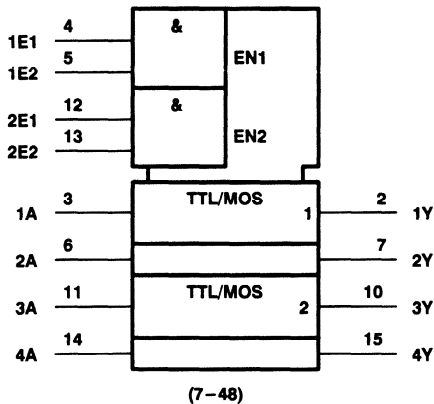 4
&
1E1
5
EN1
1E2
12
&
2E1
13
EN2
2E2
3
TTL/MOS
2
1A
1
1Y
6
7
2A
2Y
11
TTL/MOS
10
3A
2
3Y
14
15
4A
4Y
(7–48)